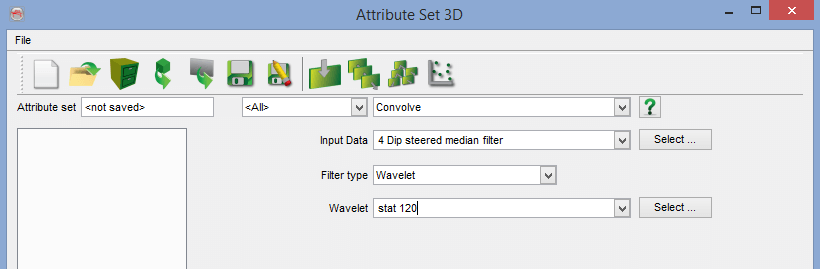 Attribute Set 3D
File
Attribute set <not saved> <All> Convolve ?
Input Data 4 Dip steered median filter Select ...
Filter type Wavelet
Wavelet stat 120 Select ...